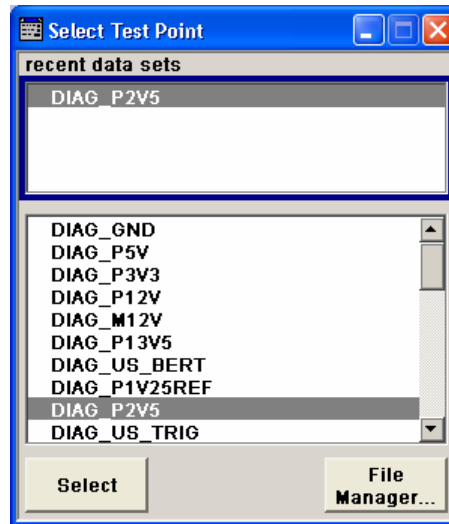 Select Test Point
recent data sets
DIAG_P2V5
DIAG_GND
DIAG_P5V
DIAG_P3V3
DIAG_P12V
DIAG_M12V
DIAG_P13V5
DIAG_US_BERT
DIAG_P1V25REF
DIAG_P2V5
DIAG_US_TRIG
Select
File
Manager...